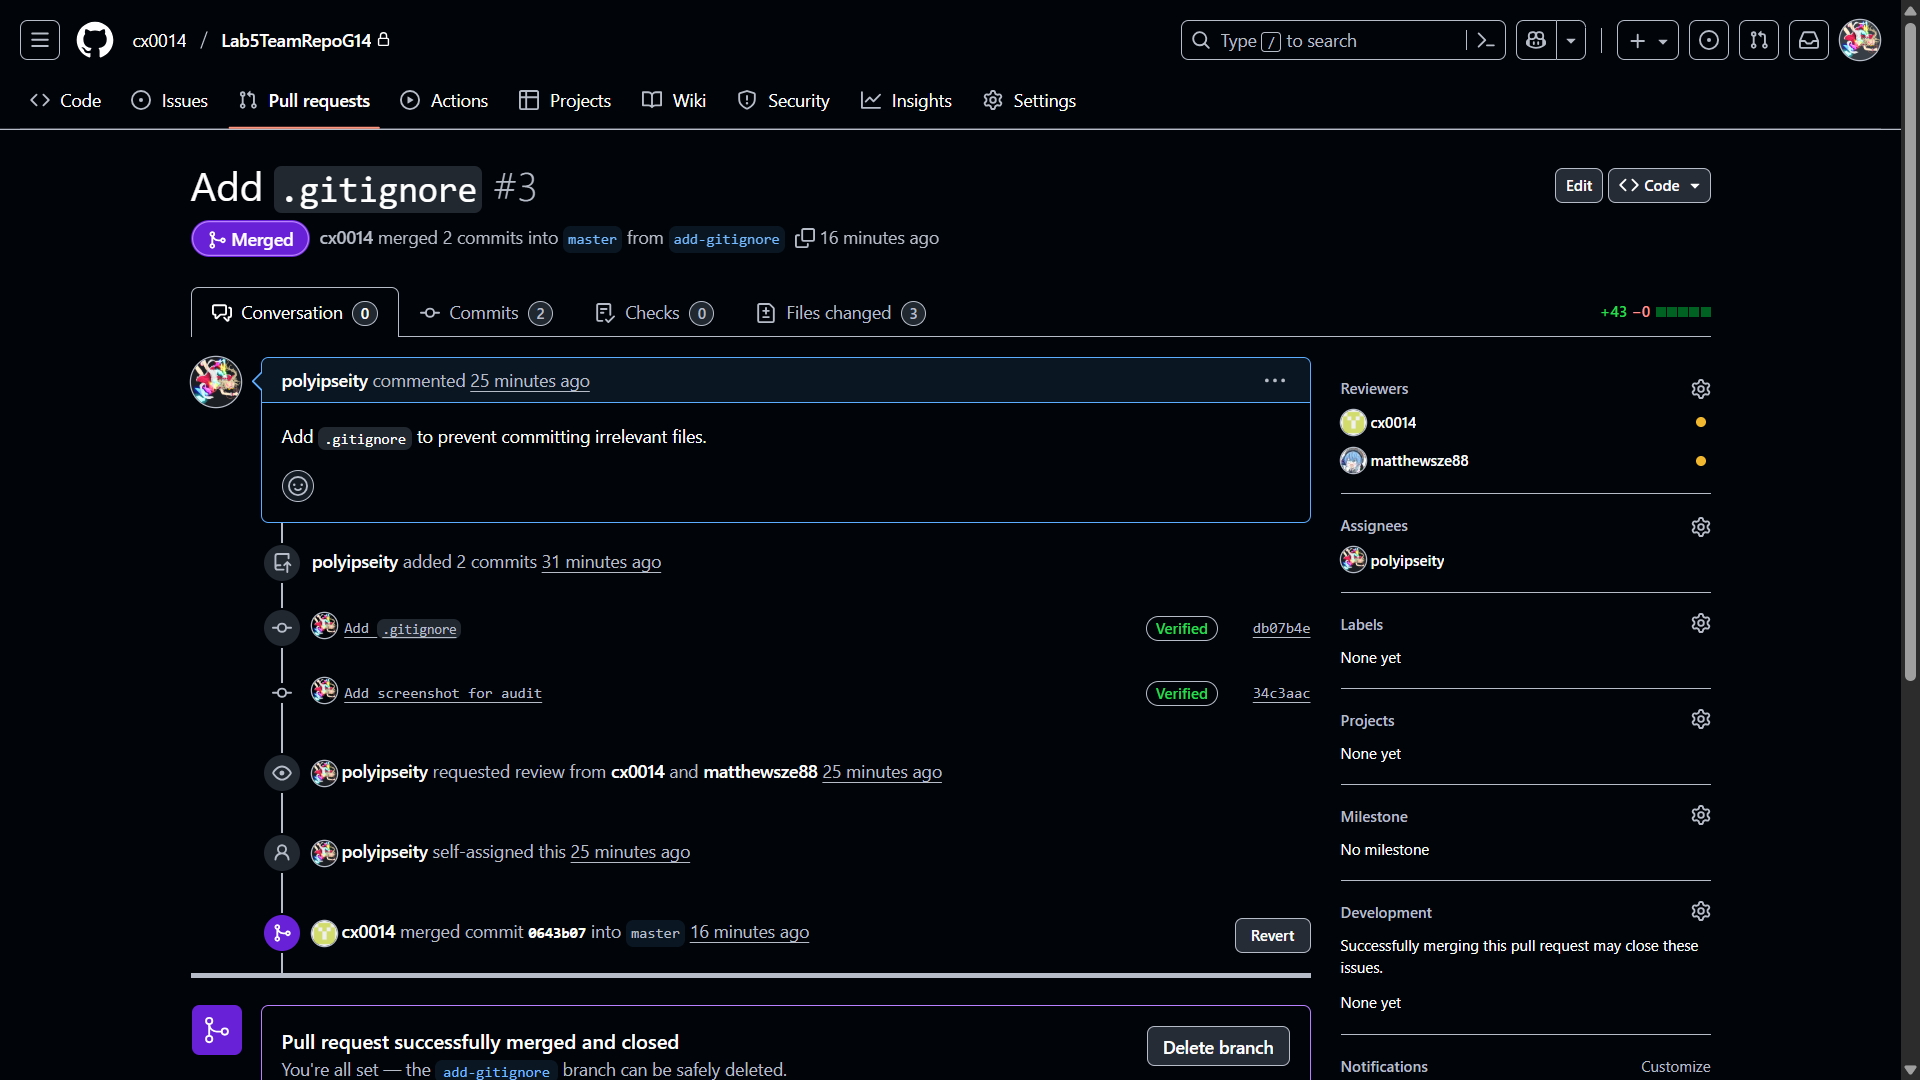 cx0014 / Lab5TeamRepoG14
Type / to search
Code Issues Pull requests Actions Projects Wiki Security Insights Settings
Add .gitignore #3
Edit Code
Merged cx0014 merged 2 commits into master from add-gitignore 16 minutes ago
Conversation 0 Commits 2 Checks 0 Files changed 3 +43 −0
polyipseity commented 25 minutes ago
Add .gitignore to prevent committing irrelevant files.
polyipseity added 2 commits 31 minutes ago
Add .gitignore Verified db07b4e
Add screenshot for audit Verified 34c3aac
polyipseity requested review from cx0014 and matthewsze88 25 minutes ago
polyipseity self-assigned this 25 minutes ago
cx0014 merged commit 0643b07 into master 16 minutes ago Revert
Pull request successfully merged and closed
You're all set — the add-gitignore branch can be safely deleted.
Delete branch
Reviewers
cx0014
matthewsze88
Assignees
polyipseity
Labels
None yet
Projects
None yet
Milestone
No milestone
Development
Successfully merging this pull request may close these
issues.
None yet
Notifications Customize